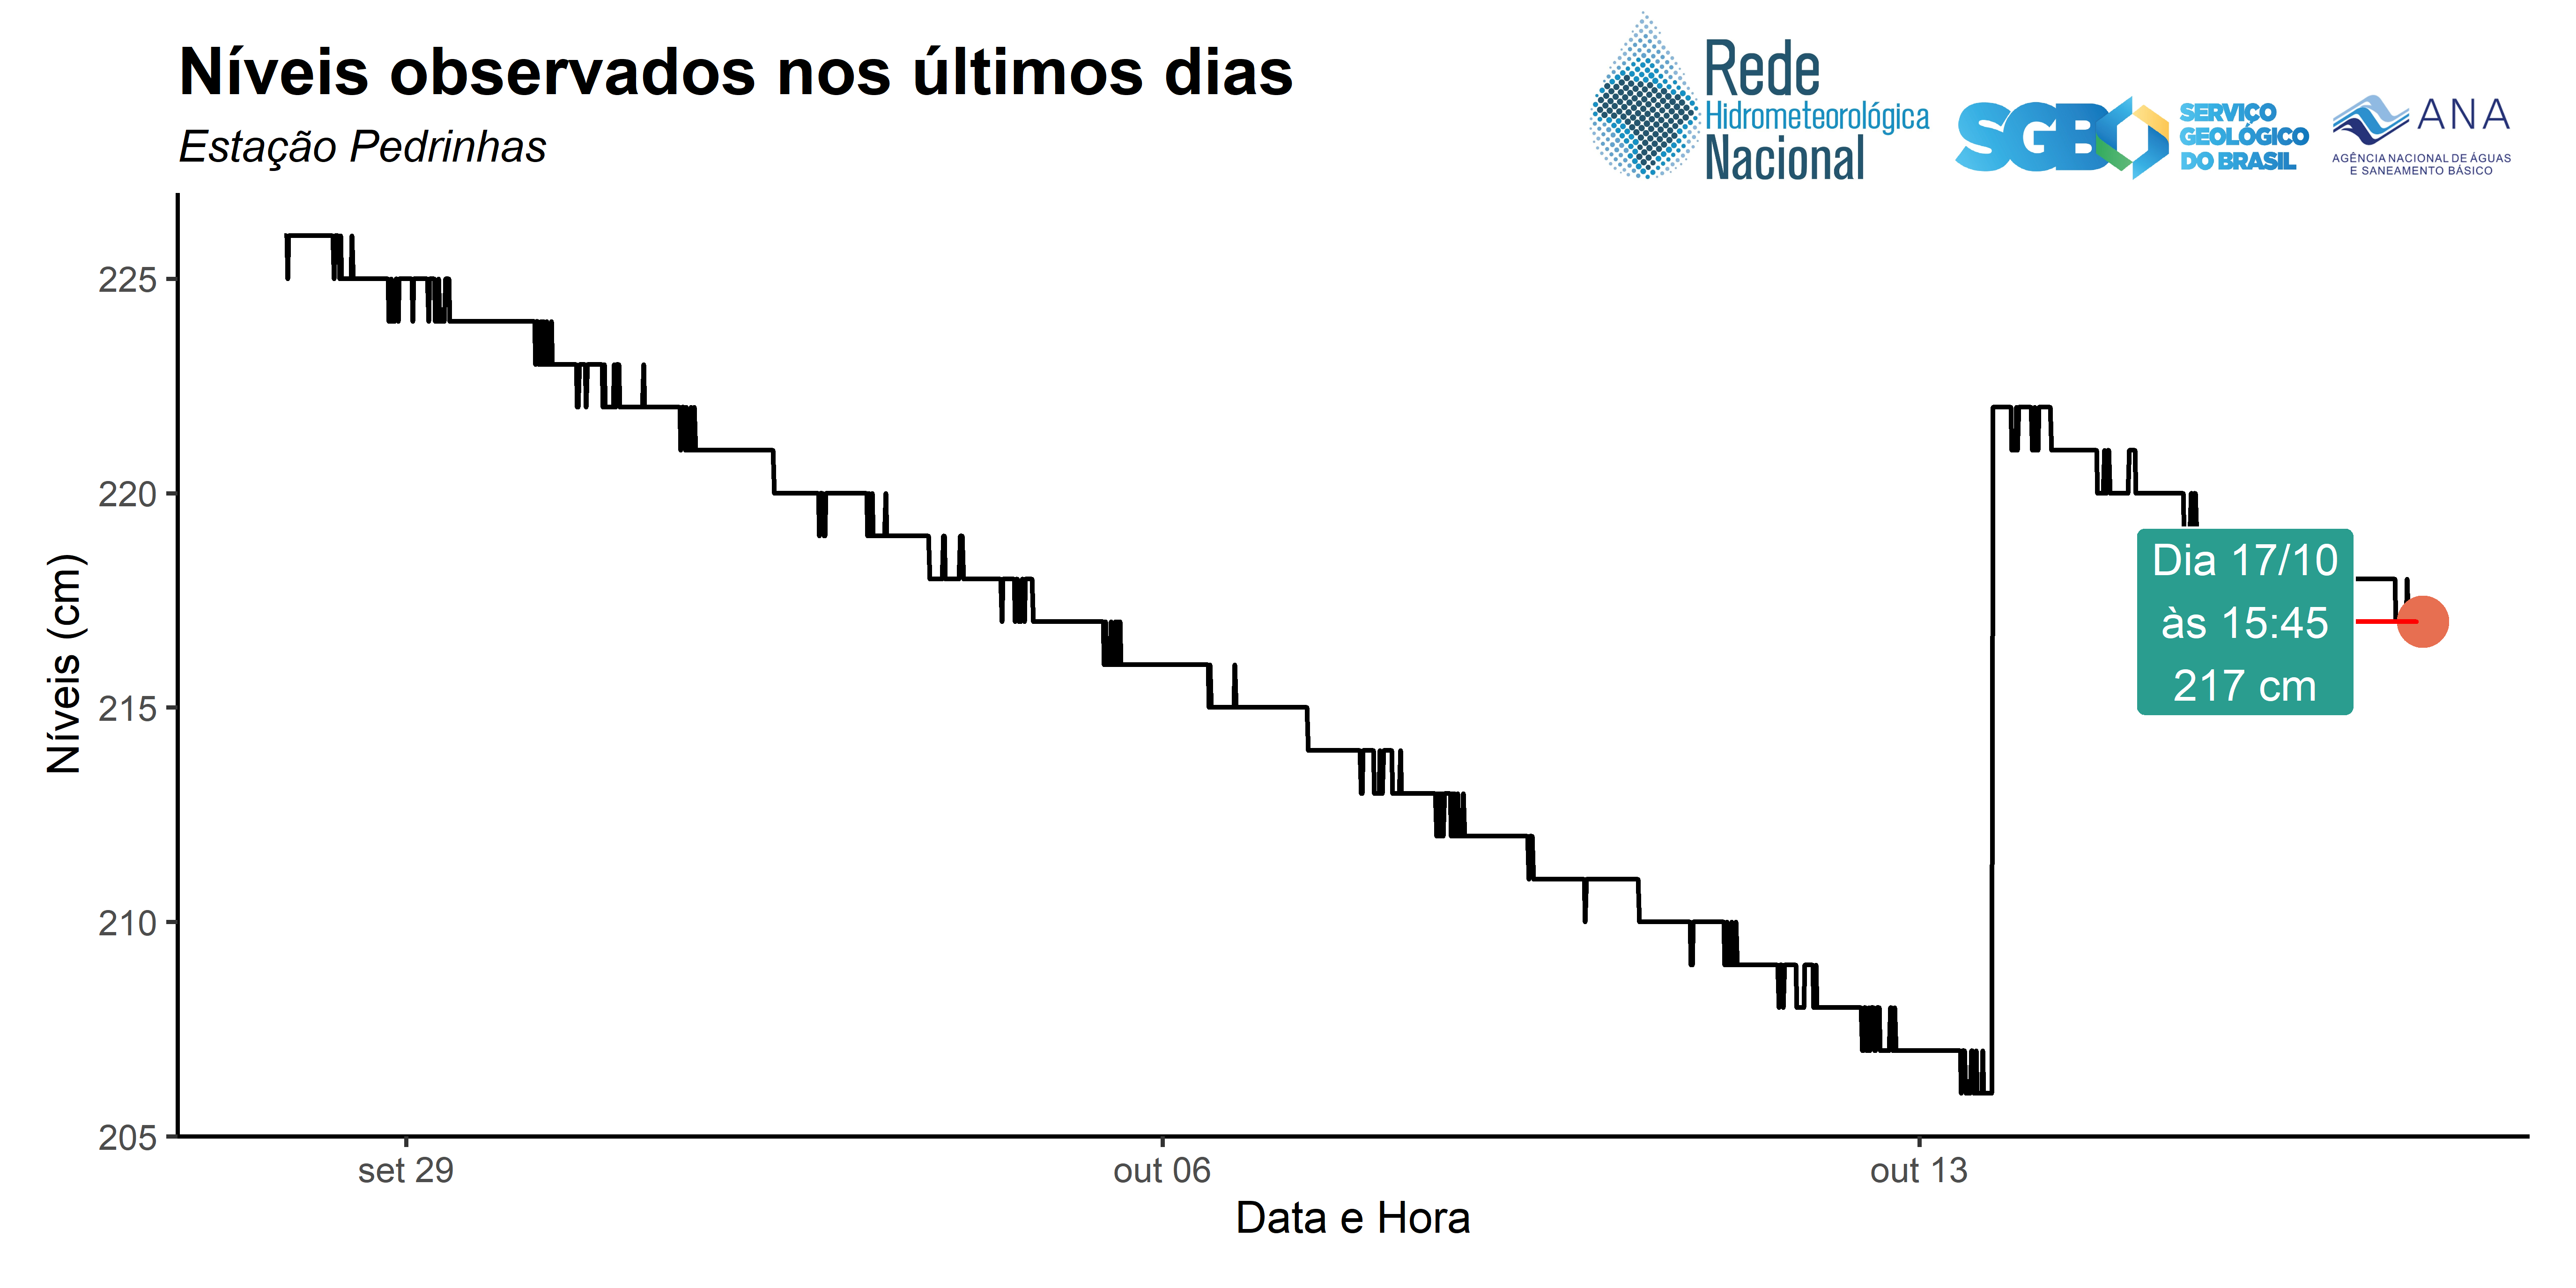 Níveis observados nos últimos dias
Estação Pedrinhas
Rede
Hidrometeorológica
Nacional
SGB
SERVIÇO
GEOLÓGICO
DO BRASIL
ANA
AGÊNCIA NACIONAL DE ÁGUAS
E SANEAMENTO BÁSICO
Níveis (cm)
225
220
215
210
205
Dia 17/10
às 15:45
217 cm
set 29
out 06
out 13
Data e Hora